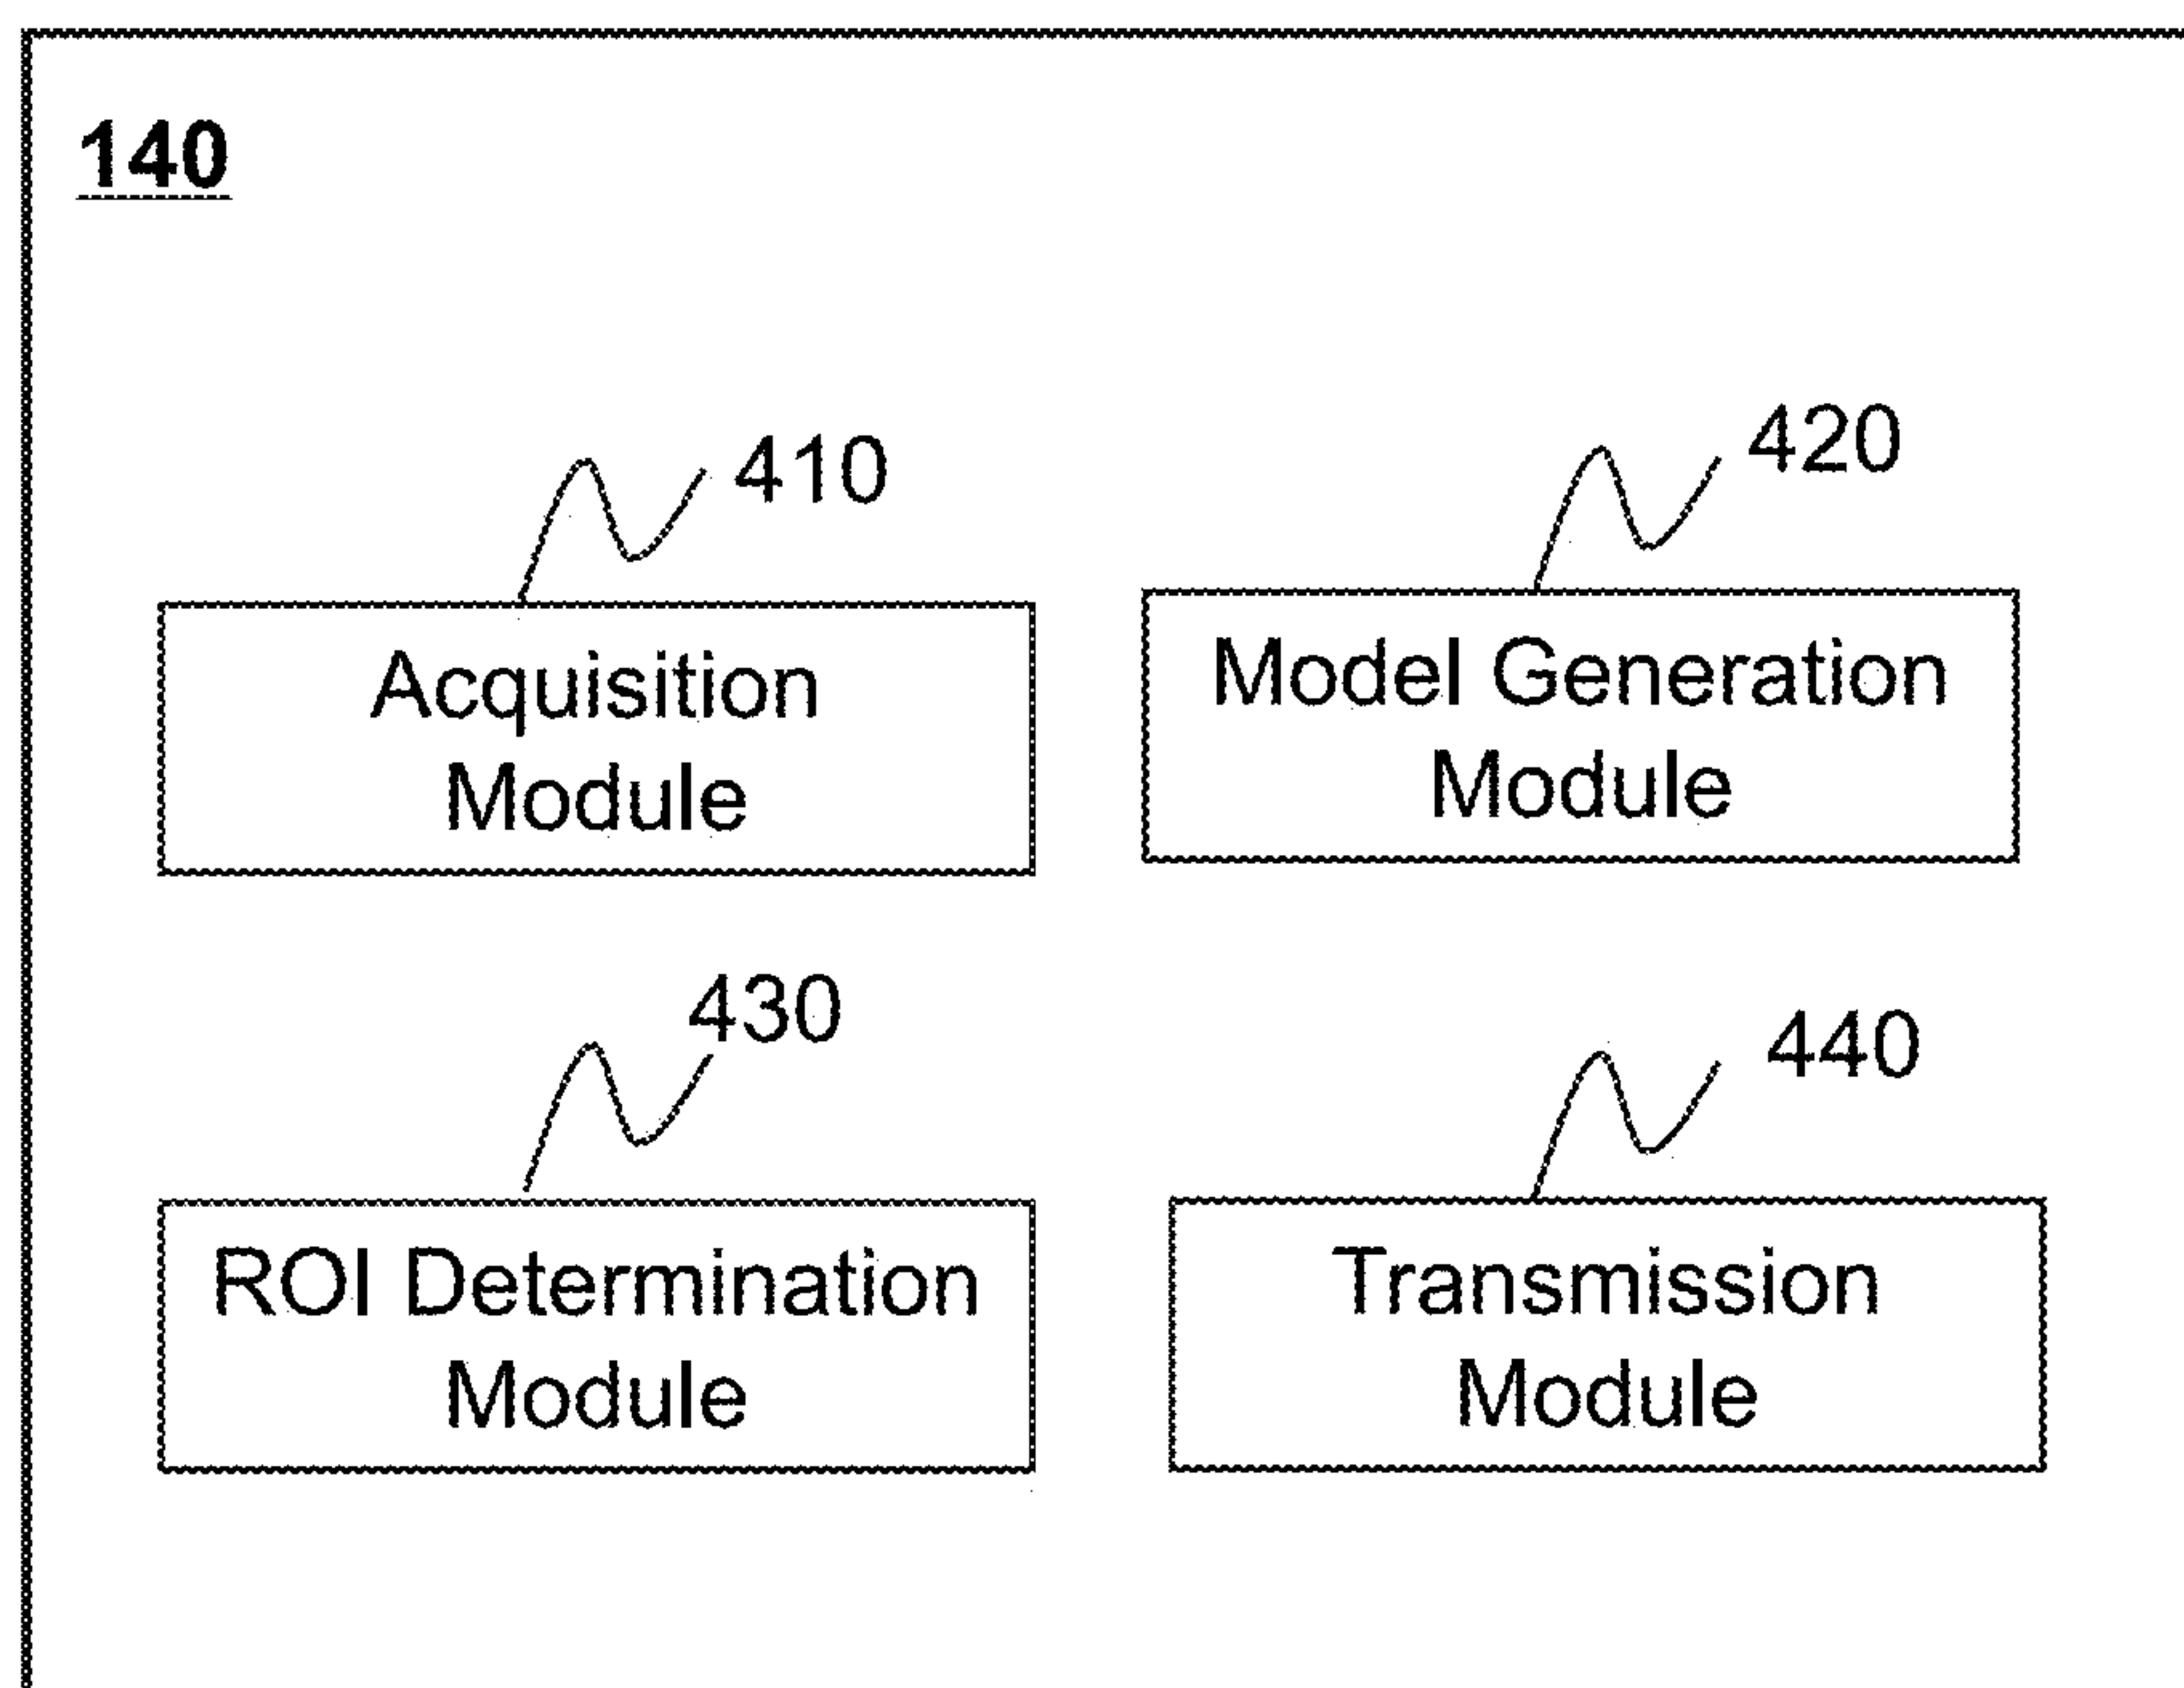 140
410
420
Acquisition
Module
Model Generation
Module
430
440
ROI Determination
Module
Transmission
Module